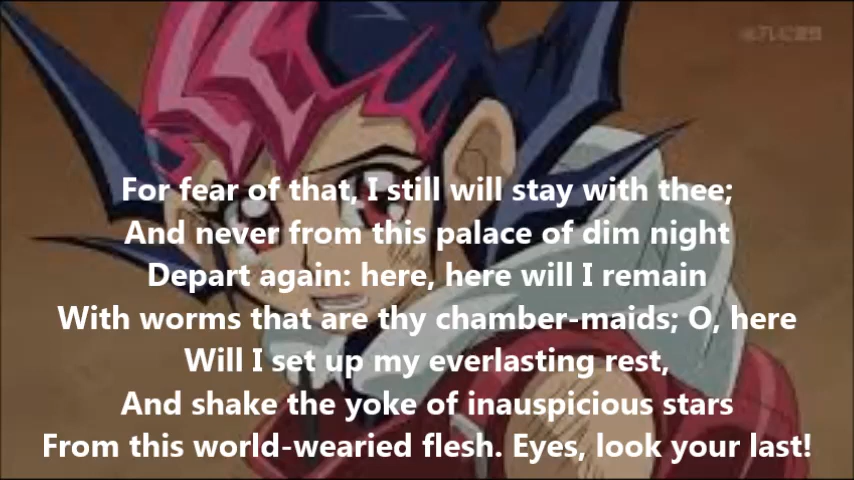 For fear of that, I still will stay with thee;
And never from this palace of dim night
Depart again: here, here will I remain
With worms that are thy chamber-maids; O, here
Will I set up my everlasting rest,
And shake the yoke of inauspicious stars
From this world-wearied flesh. Eyes, look your last!